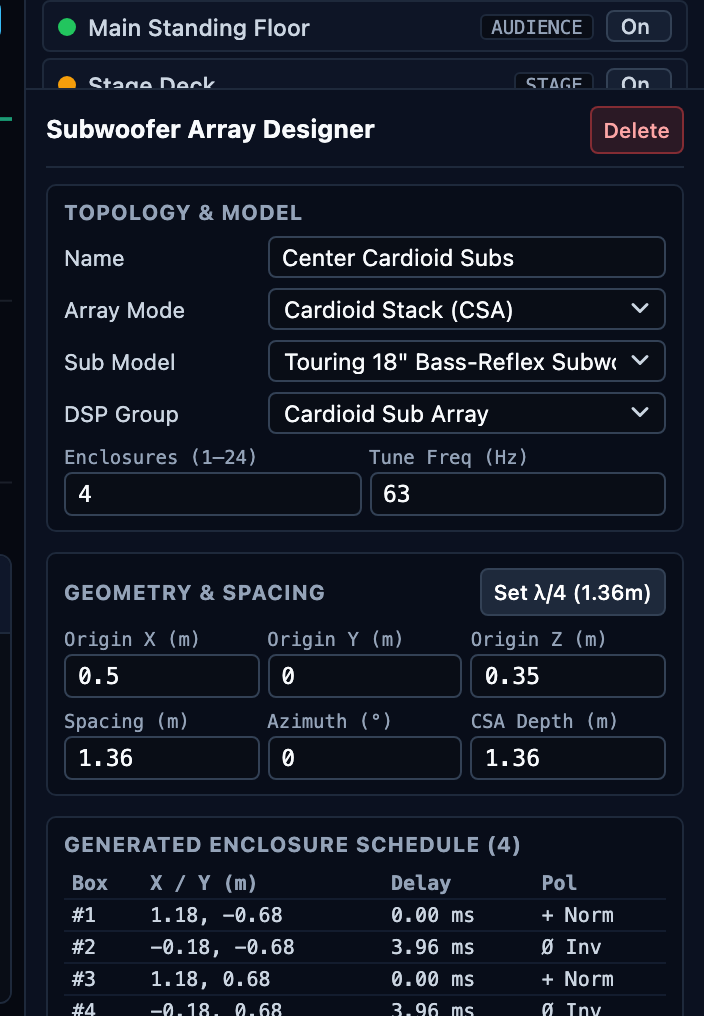 Main Standing Floor AUDIENCE On
Stage Deck STAGE On
Subwoofer Array Designer Delete
TOPOLOGY & MODEL
Name Center Cardioid Subs
Array Mode Cardioid Stack (CSA)
Sub Model Touring 18" Bass-Reflex Subwo
DSP Group Cardioid Sub Array
Enclosures (1–24) Tune Freq (Hz)
4 63
GEOMETRY & SPACING Set λ/4 (1.36m)
Origin X (m) Origin Y (m) Origin Z (m)
0.5 0 0.35
Spacing (m) Azimuth (°) CSA Depth (m)
1.36 0 1.36
GENERATED ENCLOSURE SCHEDULE (4)
Box X / Y (m) Delay Pol
#1 1.18, -0.68 0.00 ms + Norm
#2 -0.18, -0.68 3.96 ms Ø Inv
#3 1.18, 0.68 0.00 ms + Norm
#4 -0.18, 0.68 3.96 ms Ø Inv